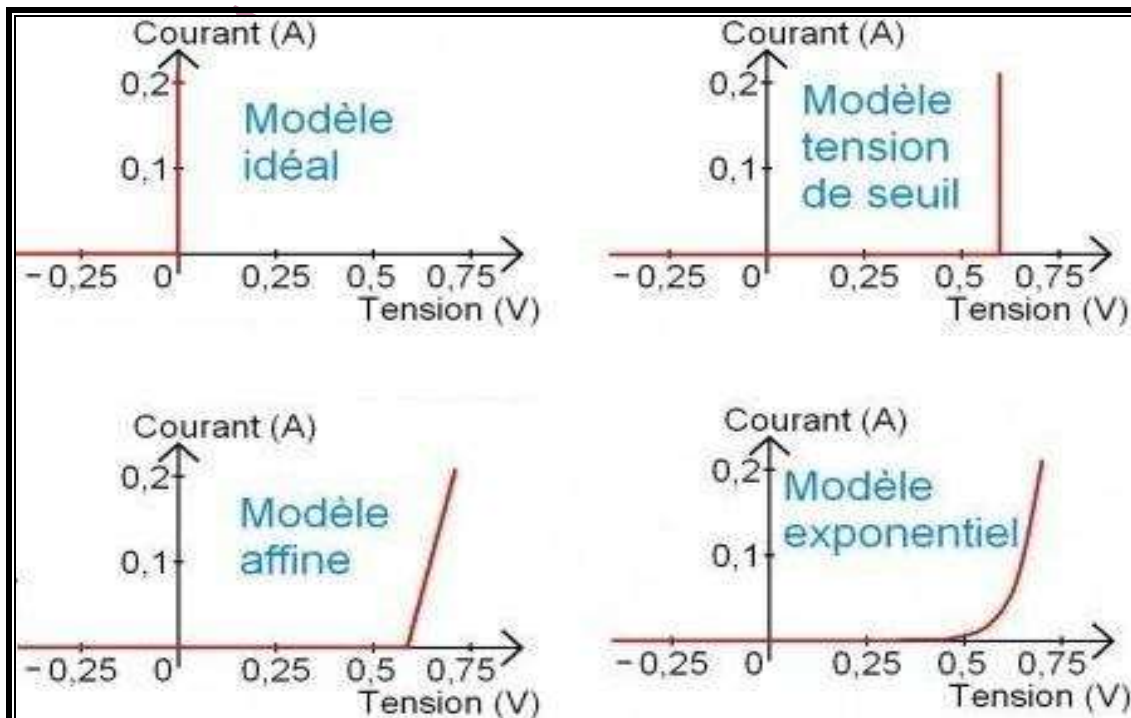 Courant (A)
0,2
0,1
Modèle
idéal
−0,25 0 0,25 0,5 0,75
Tension (V)
Courant (A)
0,2
0,1
Modèle
tension
de seuil
−0,25 0 0,25 0,5 0,75
Tension (V)
Courant (A)
0,2
0,1
Modèle
affine
−0,25 0 0,25 0,5 0,75
Tension (V)
Courant (A)
0,2
0,1
Modèle
exponentiel
−0,25 0 0,25 0,5 0,75
Tension (V)